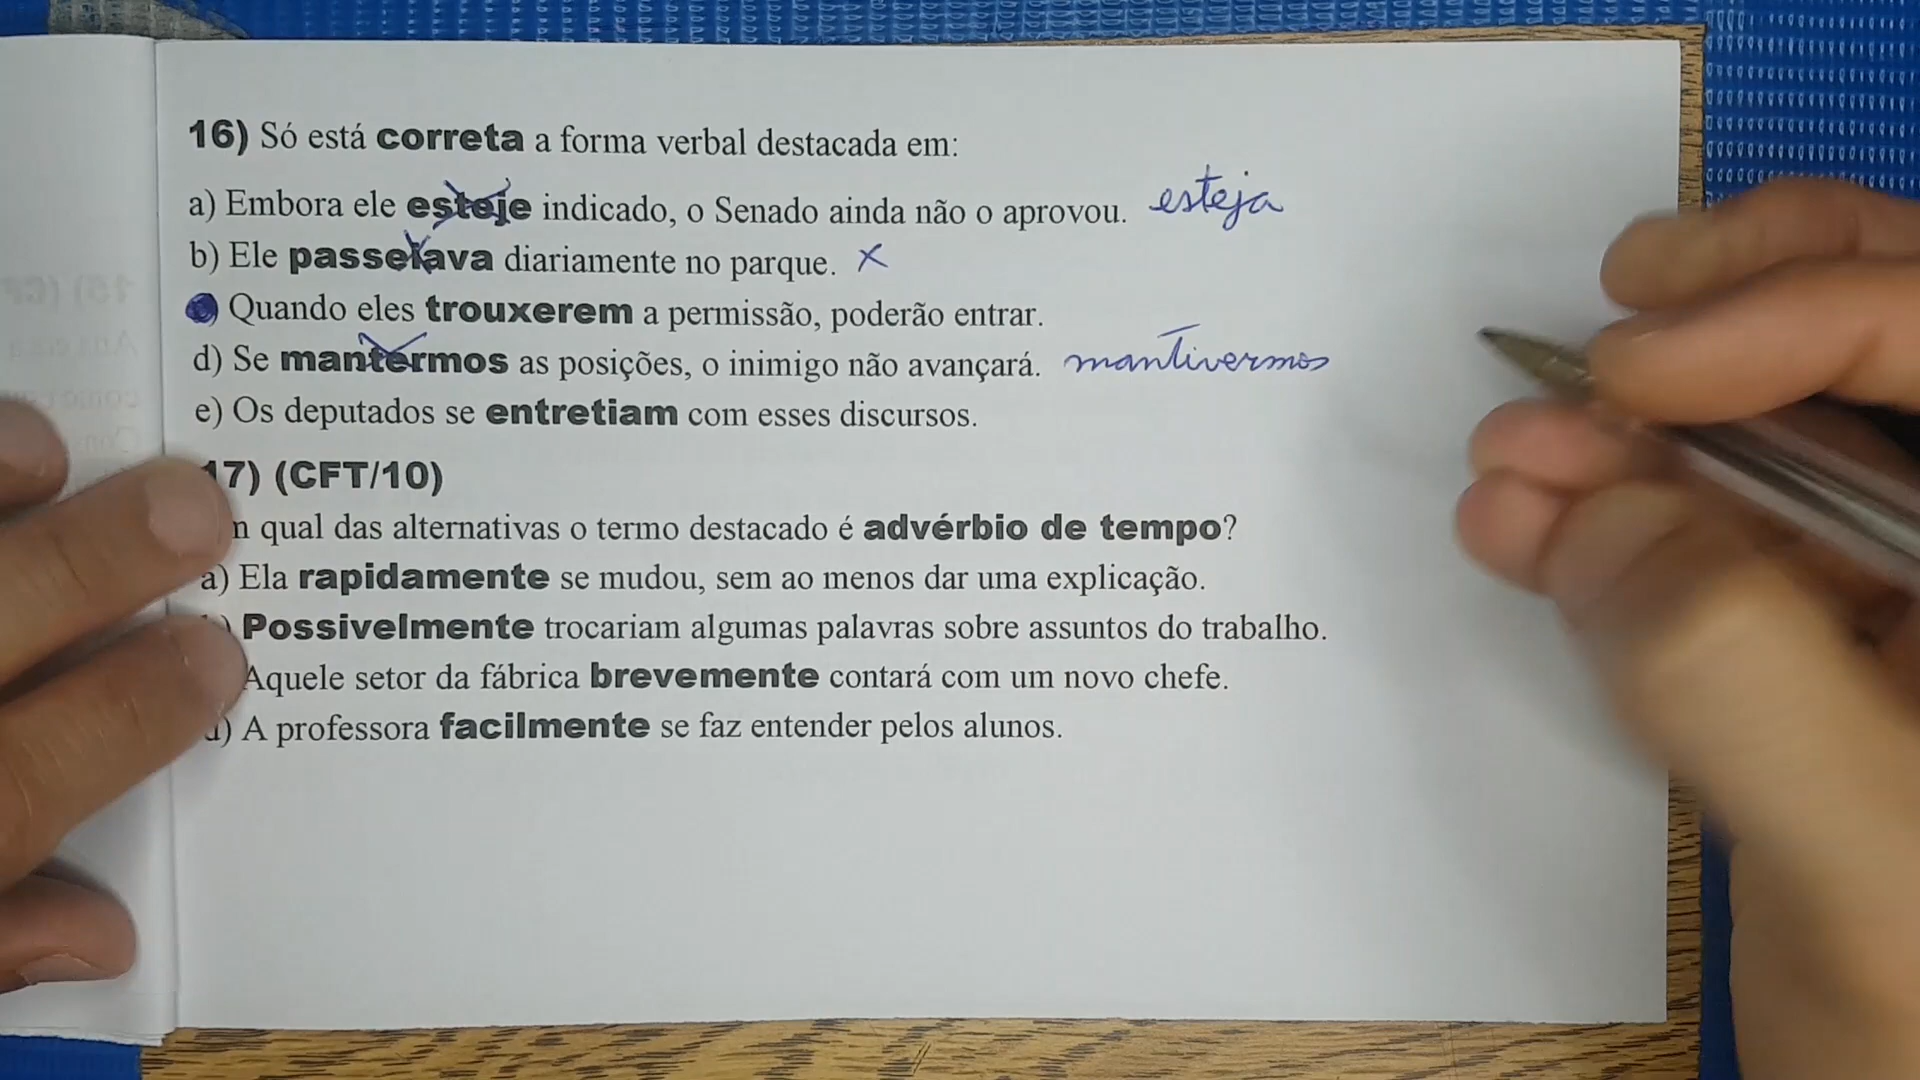 16) Só está correta a forma verbal destacada em:
a) Embora ele esteje indicado, o Senado ainda não o aprovou. esteja
b) Ele passeiava diariamente no parque. x
) Quando eles trouxerem a permissão, poderão entrar.
d) Se mantermos as posições, o inimigo não avançará. mantivermos
e) Os deputados se entretiam com esses discursos.
17) (CFT/10)
m qual das alternativas o termo destacado é advérbio de tempo?
a) Ela rapidamente se mudou, sem ao menos dar uma explicação.
) Possivelmente trocariam algumas palavras sobre assuntos do trabalho.
Aquele setor da fábrica brevemente contará com um novo chefe.
d) A professora facilmente se faz entender pelos alunos.